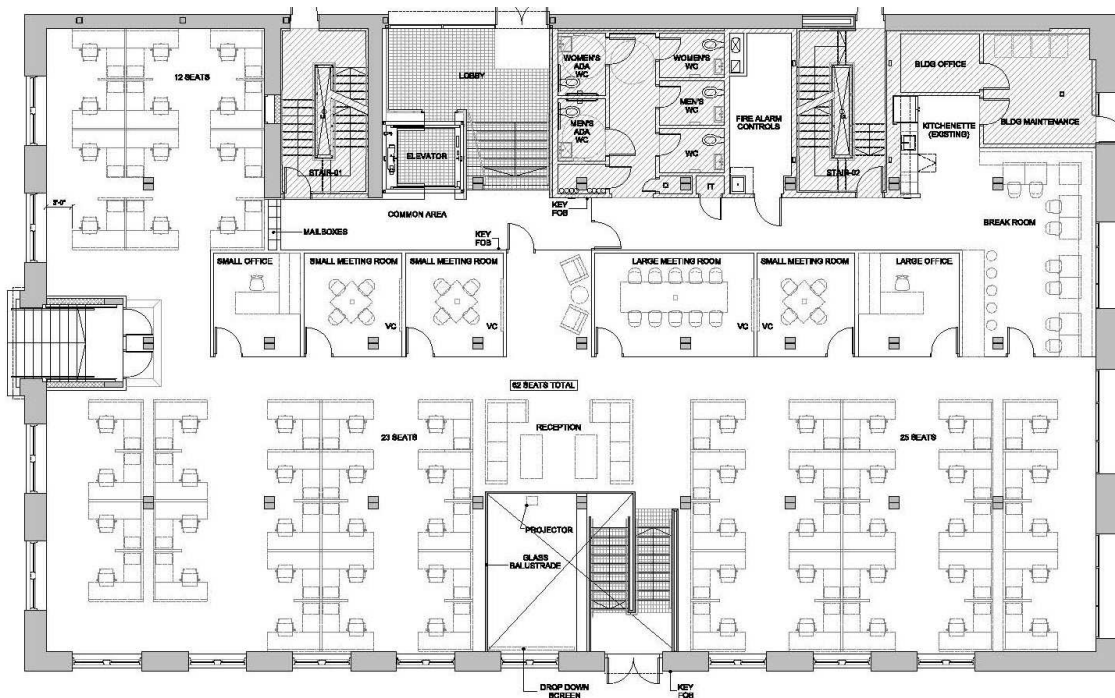 12 SEATS
LOBBY
WOMEN'S
ADA
WC
WOMEN'S
WC
MEN'S
ADA
WC
MEN'S
WC
WC
FIRE ALARM
CONTROLS
BLDG OFFICE
KITCHENETTE
(EXISTING)
BLDG MAINTENANCE
ELEVATOR
STAIR-01
STAIR-02
IT
3'-0"
COMMON AREA
KEY
FOB
MAILBOXES
KEY
FOB
BREAK ROOM
SMALL OFFICE
SMALL MEETING ROOM
SMALL MEETING ROOM
LARGE MEETING ROOM
SMALL MEETING ROOM
LARGE OFFICE
VC
VC
VC
VC
62 SEATS TOTAL
23 SEATS
RECEPTION
25 SEATS
PROJECTOR
GLASS
BALUSTRADE
DROP DOWN
SCREEN
KEY
FOB